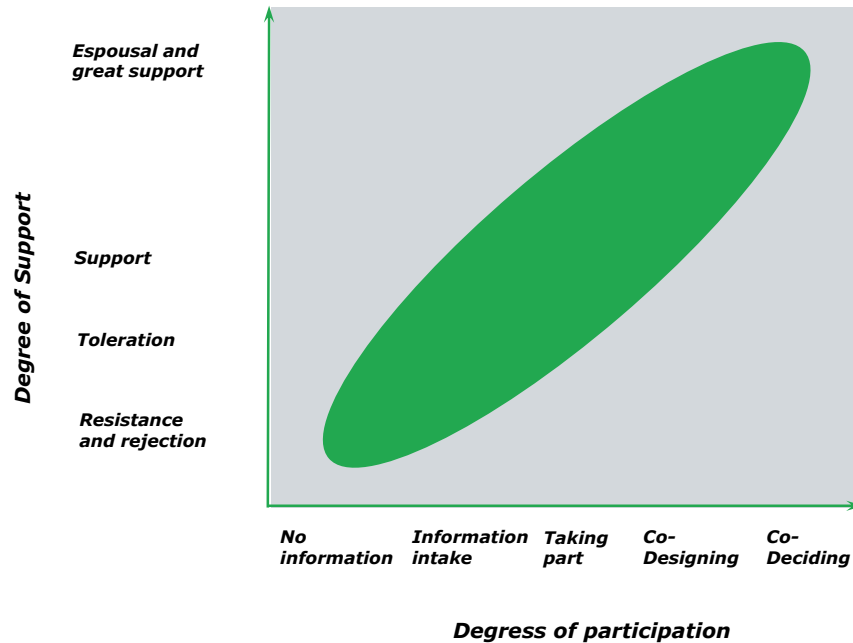 Espousal and
great support
Degree of Support
Support
Toleration
Resistance
and rejection
No
information
Information
intake
Taking
part
Co-
Designing
Co-
Deciding
Degress of participation